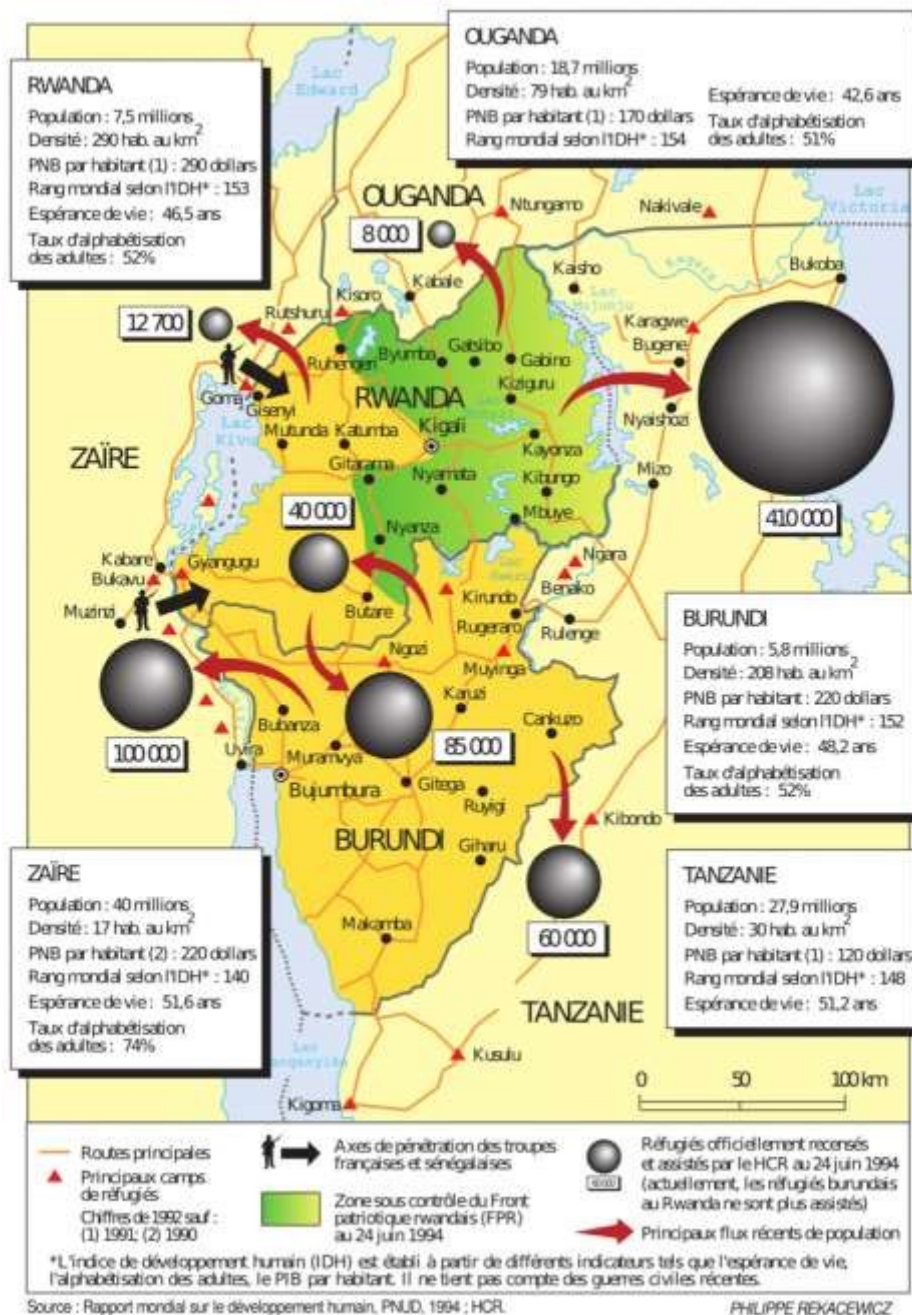 OUGANDA
Population : 18,7 millions
Densité : 79 hab. au km2
PNB par habitant (1) : 170 dollars
Rang mondial selon l'IDH* : 154
Espérance de vie : 42,6 ans
Taux d'alphabétisation
des adultes : 51%
RWANDA
Population : 7,5 millions
Densité : 290 hab. au km2
PNB par habitant (1) : 290 dollars
Rang mondial selon l'IDH* : 153
Espérance de vie : 46,5 ans
Taux d'alphabétisation
des adultes : 52%
Lac
Edward
Lac
Victoria
OUGANDA
8 000
Ntungamo
Nakivale
Kabale
Kaisho
Bukoba
Kisoro
Rutshuru
12 700
Karagwe
Bugene
Ruhengeri
Byumba
Gatsibo
Gabino
Goma
Gisenyi
RWANDA
Kiziguru
Nyaishozi
Lac
Kivu
Mutunda
Katumba
Kigali
Kayonza
ZAÏRE
Gitarama
Nyamata
Kibungo
Mizo
40 000
Mbuye
410 000
Nyanza
Kabare
Bukavu
Gyangugu
Ngara
Benako
Muzinzi
Butare
Kirundo
Rugeraro
Rulenge
Ngozi
Muyinga
Karuzi
Cankuzo
Bubanza
100 000
85 000
Uvira
Muramvya
Bujumbura
Gitega
Ruyigi
BURUNDI
Giharu
Kibondo
Makamba
60 000
TANZANIE
BURUNDI
Population : 5,8 millions
Densité : 208 hab. au km2
PNB par habitant : 220 dollars
Rang mondial selon l'IDH* : 152
Espérance de vie : 48,2 ans
Taux d'alphabétisation
des adultes : 52%
ZAÏRE
Population : 40 millions
Densité : 17 hab. au km2
PNB par habitant (2) : 220 dollars
Rang mondial selon l'IDH* : 140
Espérance de vie : 51,6 ans
Taux d'alphabétisation
des adultes : 74%
TANZANIE
Population : 27,9 millions
Densité : 30 hab. au km2
PNB par habitant (1) : 120 dollars
Rang mondial selon l'IDH* : 148
Espérance de vie : 51,2 ans
Lac
Kusulu
Kigoma
0 50 100 km
Routes principales
Principaux camps
de réfugiés
Chiffres de 1992 sauf :
(1) 1991; (2) 1990
Axes de pénétration des troupes
françaises et sénégalaises
Zone sous contrôle du Front
patriotique rwandais (FPR)
au 24 juin 1994
Réfugiés officiellement recensés
et assistés par le HCR au 24 juin 1994
(actuellement, les réfugiés burundais
au Rwanda ne sont plus assistés)
Principaux flux récents de population
*L'indice de développement humain (IDH) est établi à partir de différents indicateurs tels que l'espérance de vie,
l'alphabétisation des adultes, le PIB par habitant. Il ne tient pas compte des guerres civiles récentes.
Source : Rapport mondial sur le développement humain, PNUD, 1994 ; HCR.
PHILIPPE REKACEWICZ